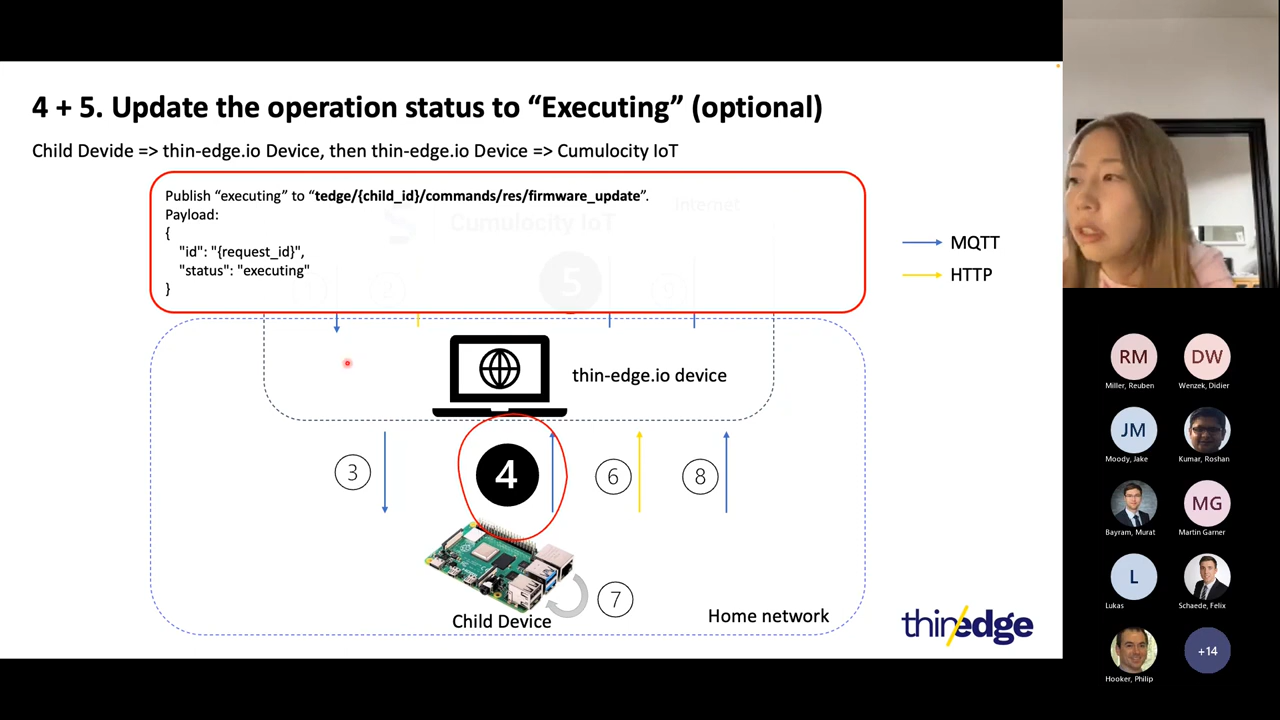 4 + 5. Update the operation status to “Executing” (optional)
Child Devide => thin-edge.io Device, then thin-edge.io Device => Cumulocity IoT
Publish “executing” to “tedge/{child_id}/commands/res/firmware_update”.
Payload:
{
"id": "{request_id}",
"status": "executing"
}
Internet
Cumulocity IoT
5
MQTT
HTTP
thin-edge.io device
3
4
6
8
7
Child Device
Home network
thin/edge
RM
Miller, Reuben
DW
Wenzek, Didier
JM
Moody, Jake
Kumar, Roshan
Bayram, Murat
MG
Martin Garner
L
Lukas
Schaede, Felix
Hooker, Philip
+14